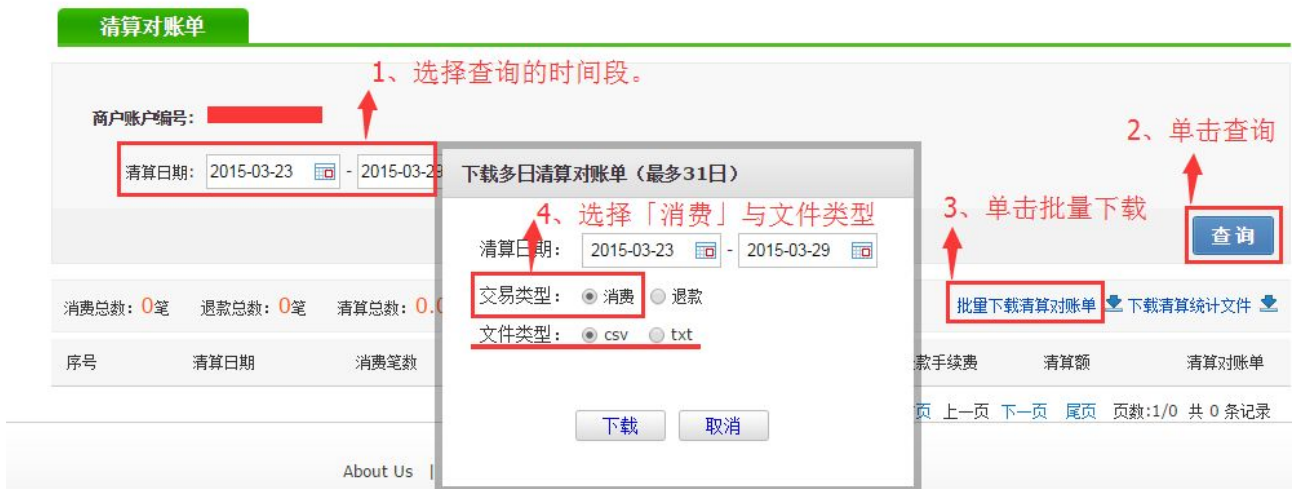 清算对账单
1、选择查询的时间段。
商户账户编号:
2、单击查询
清算日期: 2015-03-23 - 2015-03-29
下载多日清算对账单（最多31日）
4、选择「消费」与文件类型
3、单击批量下载
清算日期: 2015-03-23 - 2015-03-29
查询
交易类型: 消费 退款
消费总数: 0笔 退款总数: 0笔 清算总数: 0.0
批量下载清算对账单 下载清算统计文件
文件类型: csv txt
序号 清算日期 消费笔数
款手续费 清算额 清算对账单
页 上一页 下一页 尾页 页数:1/0 共 0 条记录
下载 取消
About Us |